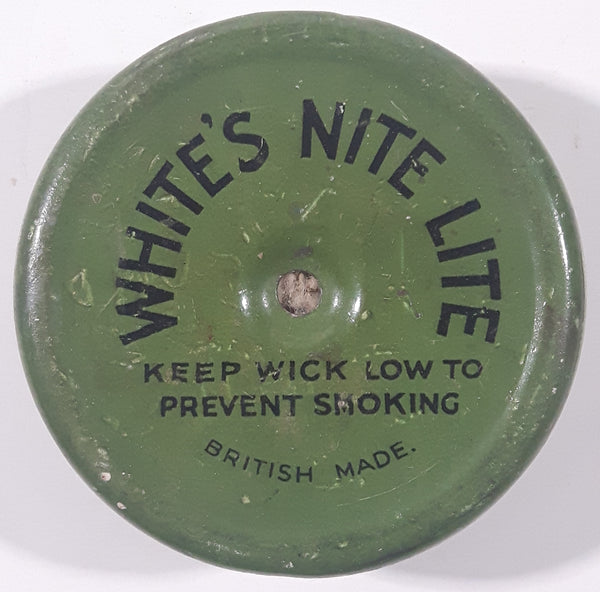 WHITE'S NITE LITE
KEEP WICK LOW TO
PREVENT SMOKING
BRITISH MADE.